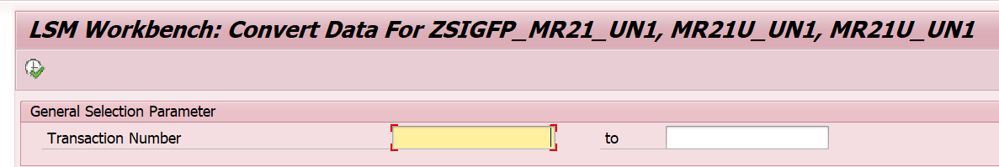 LSM Workbench: Convert Data For ZSIGFP_MR21_UN1, MR21U_UN1, MR21U_UN1
General Selection Parameter
Transaction Number to